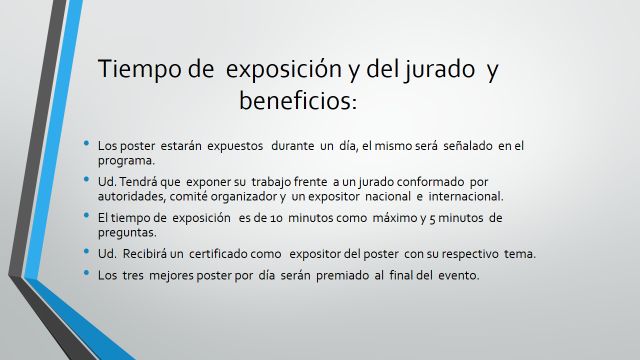 Tiempo de exposición y del jurado y
beneficios:
• Los poster estarán expuestos durante un día, el mismo será señalado en el
programa.
• Ud. Tendrá que exponer su trabajo frente a un jurado conformado por
autoridades, comité organizador y un expositor nacional e internacional.
• El tiempo de exposición es de 10 minutos como máximo y 5 minutos de
preguntas.
• Ud. Recibirá un certificado como expositor del poster con su respectivo tema.
• Los tres mejores poster por día serán premiado al final del evento.